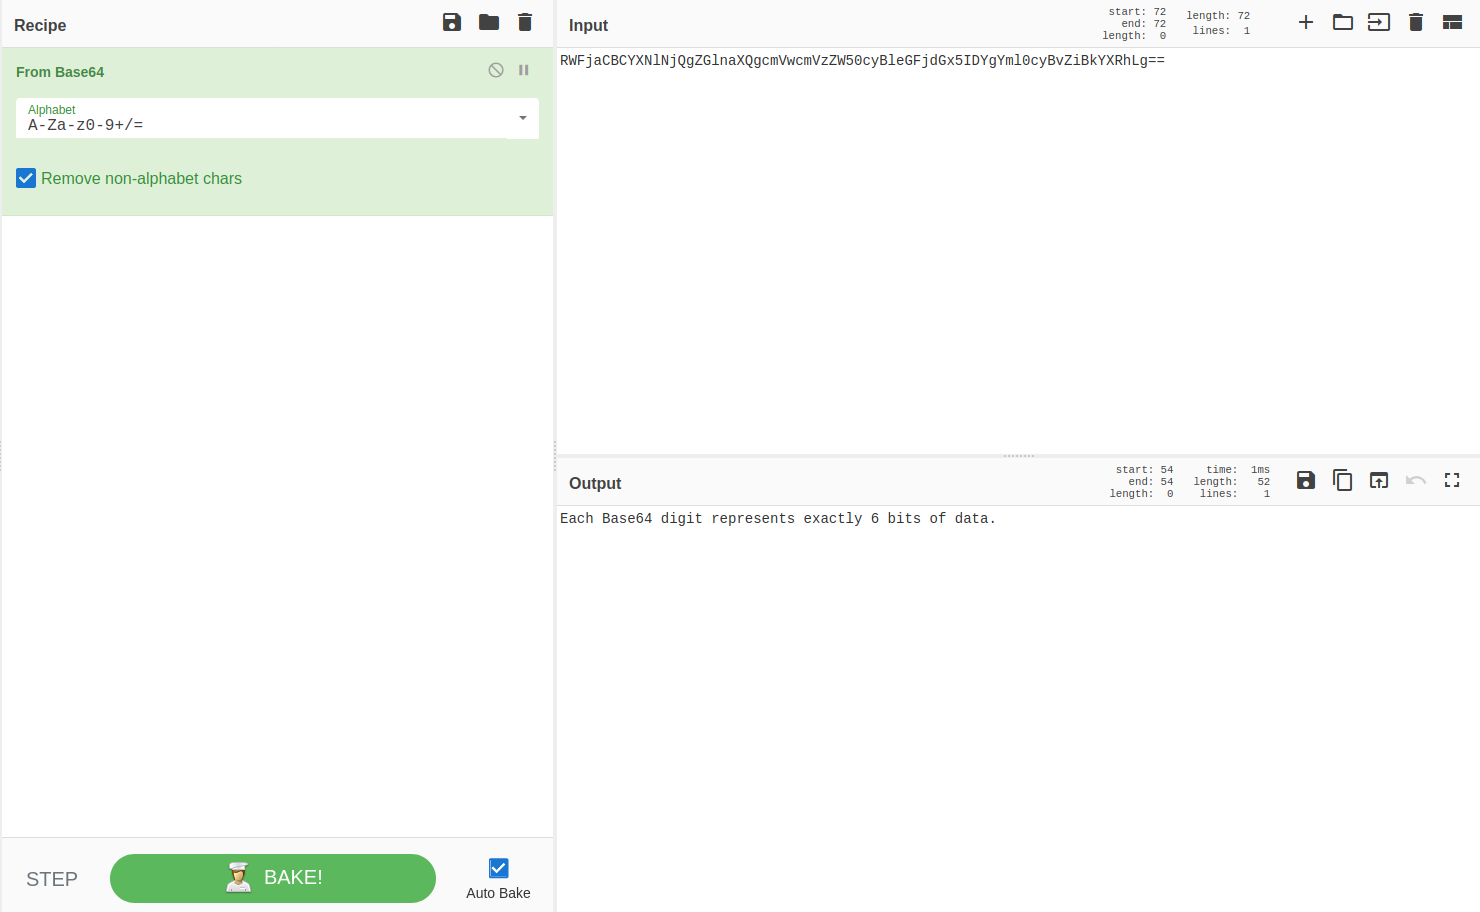 Recipe
From Base64
Alphabet
A-Za-z0-9+/=
Remove non-alphabet chars
STEP
BAKE!
Auto Bake
Input
start: 72
end: 72
length: 0
length: 72
lines: 1
RWFjaCBCYXNlNjQgZGlnaXQgcmVwcmVzZW50cyBleGFjdGx5IDYgYml0cyBvZiBkYXRhLg==
Output
start: 54
end: 54
length: 0
time: 1ms
length: 52
lines: 1
Each Base64 digit represents exactly 6 bits of data.